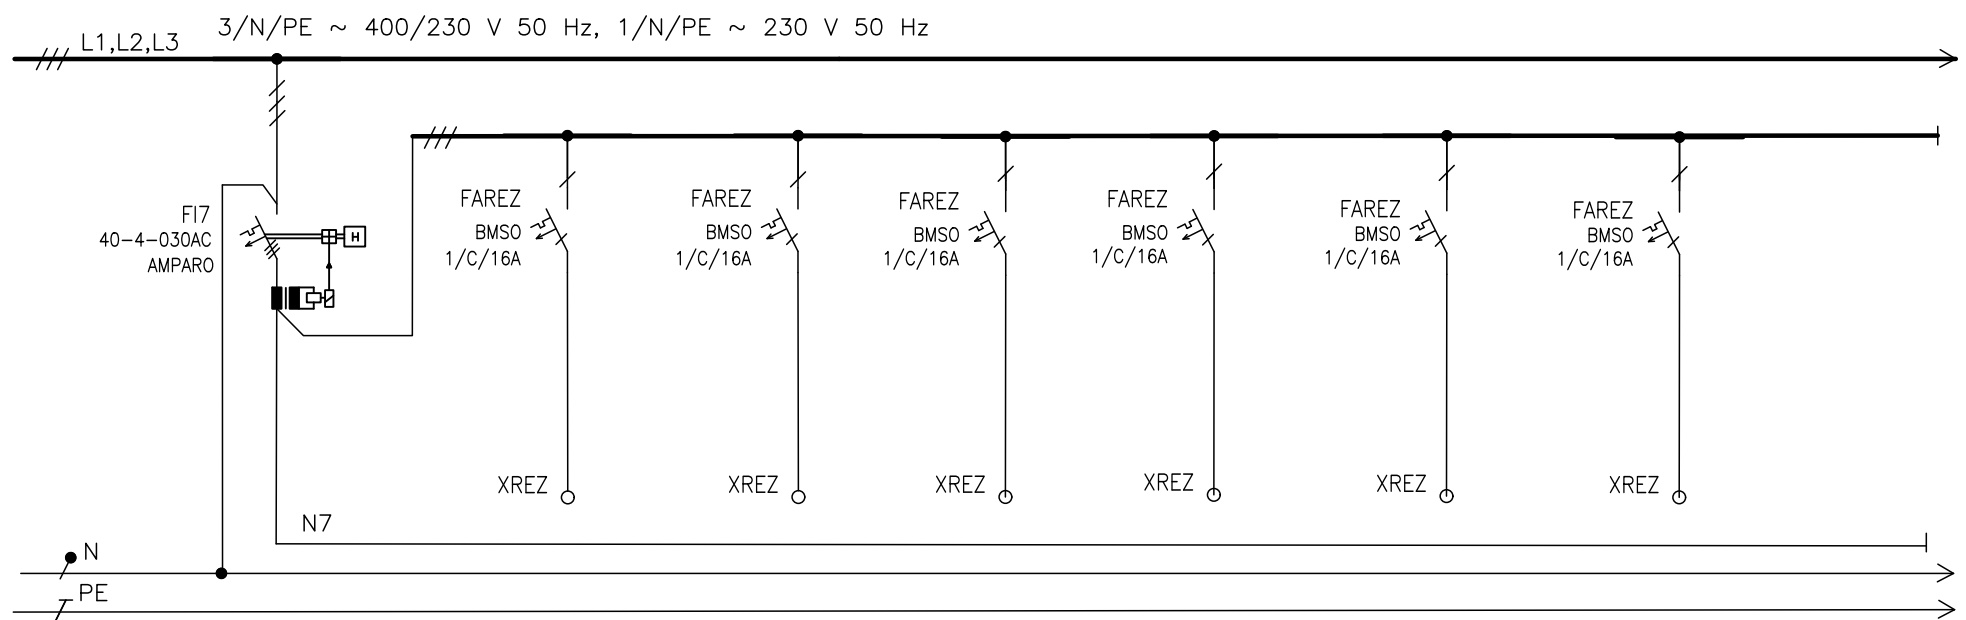 3/N/PE ~ 400/230 V 50 Hz, 1/N/PE ~ 230 V 50 Hz
L1,L2,L3
FI7
40-4-030AC
AMPARO
H
FAREZ
BMSO
1/C/16A
FAREZ
BMSO
1/C/16A
FAREZ
BMSO
1/C/16A
FAREZ
BMSO
1/C/16A
FAREZ
BMSO
1/C/16A
FAREZ
BMSO
1/C/16A
XREZ
XREZ
XREZ
XREZ
XREZ
XREZ
N7
N
PE